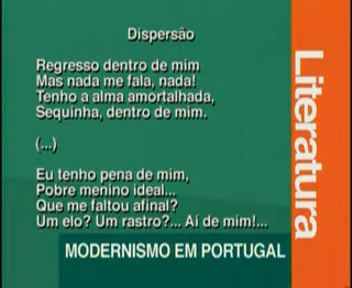 Dispersão
Regresso dentro de mim
Mas nada me fala, nada!
Tenho a alma amortalhada,
Sequinha, dentro de mim.
(...)
Eu tenho pena de mim,
Pobre menino ideal...
Que me faltou afinal?
Um elo? Um rastro?... Ai de mim!...
MODERNISMO EM PORTUGAL
Literatura